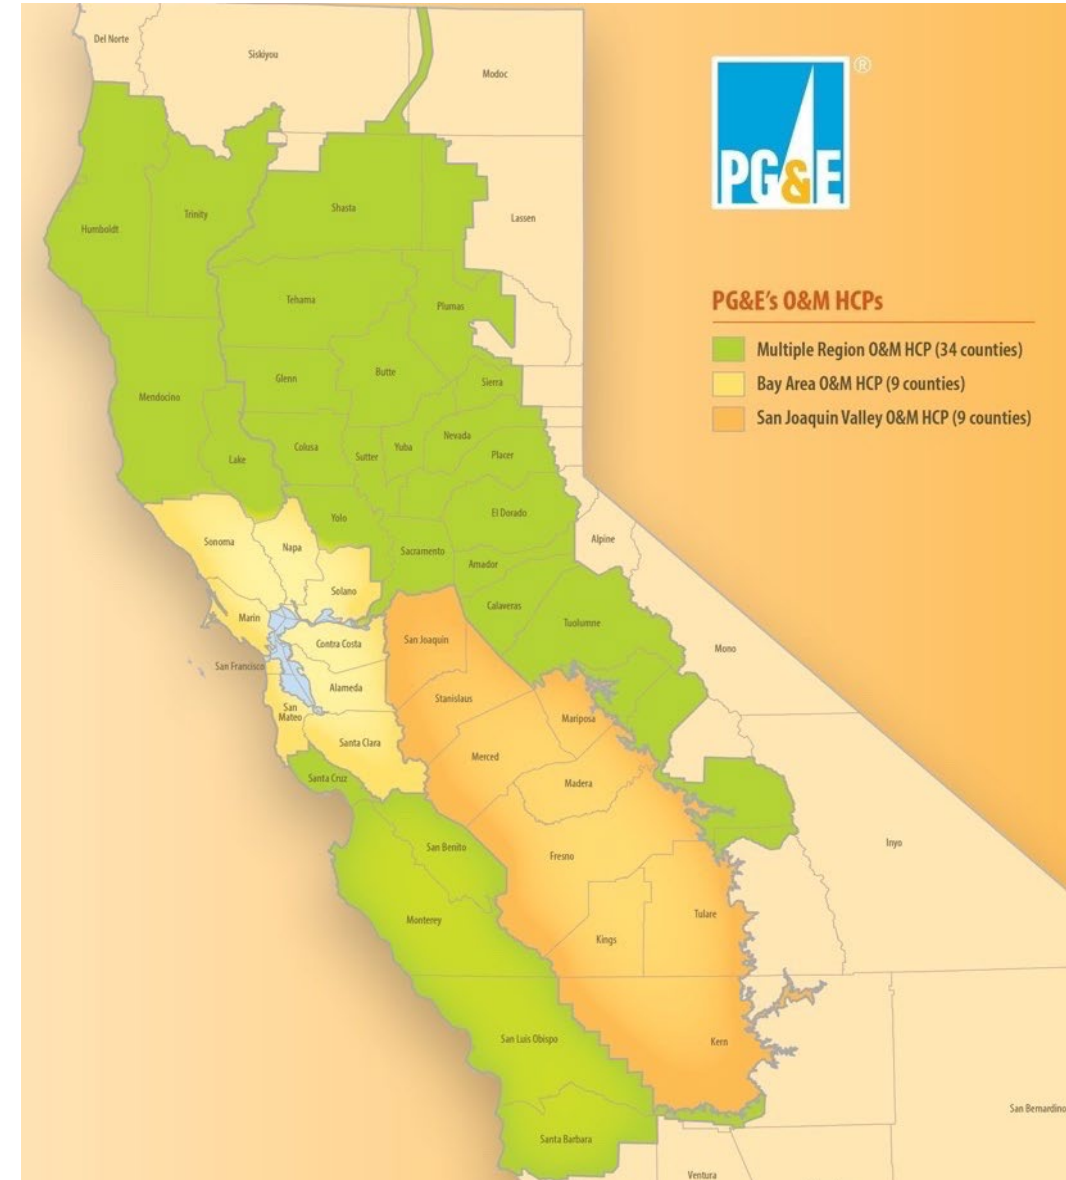 Del Norte
Siskiyou
Modoc
®
PG&E
Humboldt
Trinity
Shasta
Lassen
Tehama
Plumas
PG&E's O&M HCPs
Multiple Region O&M HCP (34 counties)
Bay Area O&M HCP (9 counties)
San Joaquin Valley O&M HCP (9 counties)
Mendocino
Glenn
Butte
Sierra
Lake
Colusa
Sutter
Yuba
Nevada
Placer
Yolo
El Dorado
Sonoma
Napa
Sacramento
Alpine
Amador
Solano
Calaveras
Marin
Tuolumne
Contra Costa
San Joaquin
Mono
San Francisco
Alameda
Stanislaus
San
Mateo
Mariposa
Santa Clara
Merced
Santa Cruz
Madera
San Benito
Fresno
Inyo
Monterey
Tulare
Kings
San Luis Obispo
Kern
San Bernardino
Santa Barbara
Ventura